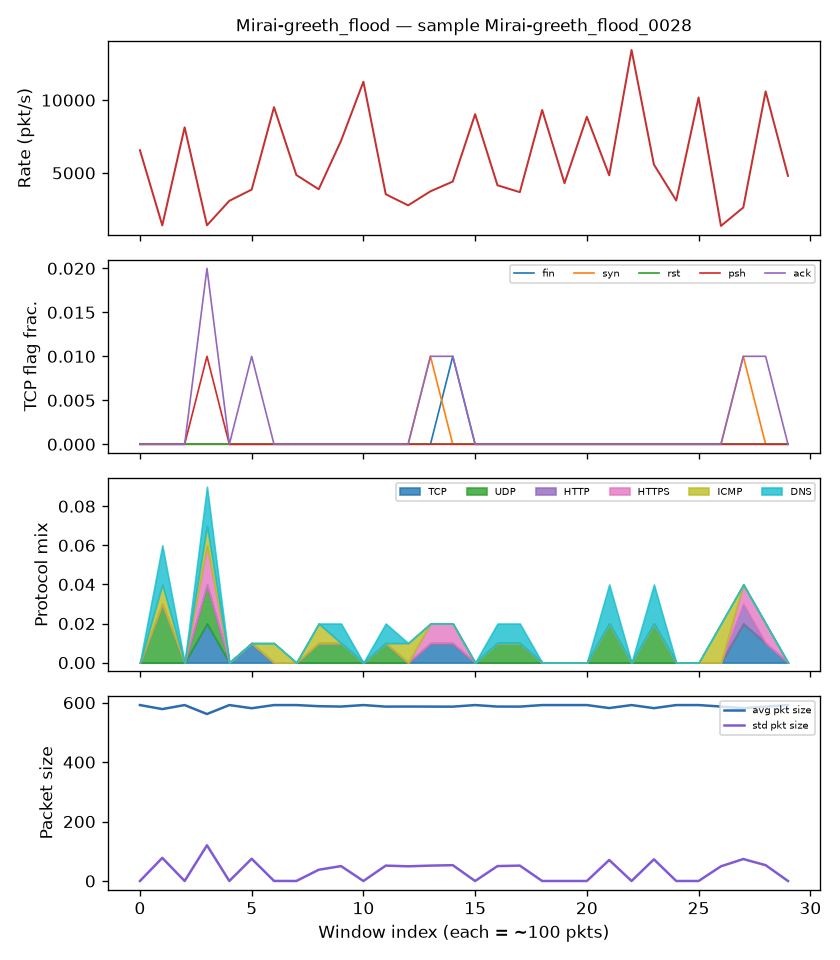 Mirai-greeth_flood — sample Mirai-greeth_flood_0028
Rate (pkt/s)
10000
5000
TCP flag frac.
0.020
0.015
0.010
0.005
0.000
fin syn rst psh ack
Protocol mix
0.08
0.06
0.04
0.02
0.00
TCP UDP HTTP HTTPS ICMP DNS
Packet size
600
400
200
0
avg pkt size
std pkt size
0 5 10 15 20 25 30
Window index (each = ~100 pkts)